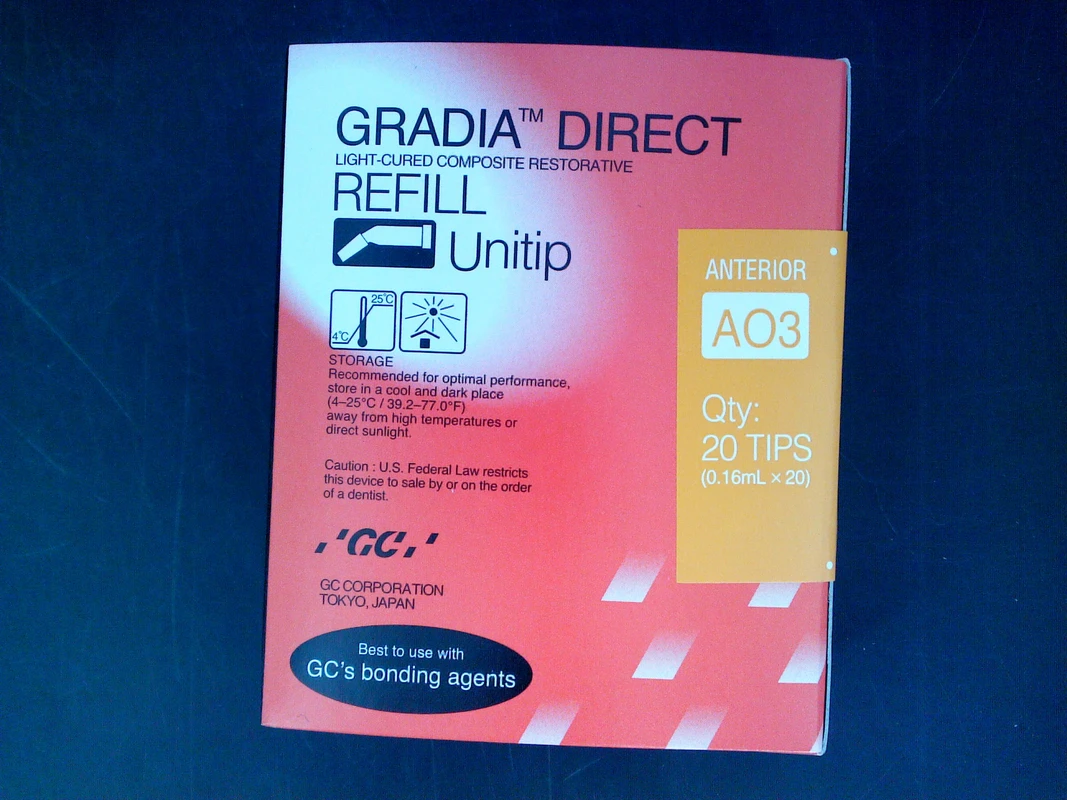 GRADIA™ DIRECT
LIGHT-CURED COMPOSITE RESTORATIVE
REFILL
Unitip
25°C
4°C
STORAGE
Recommended for optimal performance,
store in a cool and dark place
(4–25°C / 39.2–77.0°F)
away from high temperatures or
direct sunlight.
Caution : U.S. Federal Law restricts
this device to sale by or on the order
of a dentist.
GC
GC CORPORATION
TOKYO, JAPAN
Best to use with
GC's bonding agents
ANTERIOR
AO3
Qty:
20 TIPS
(0.16mL × 20)